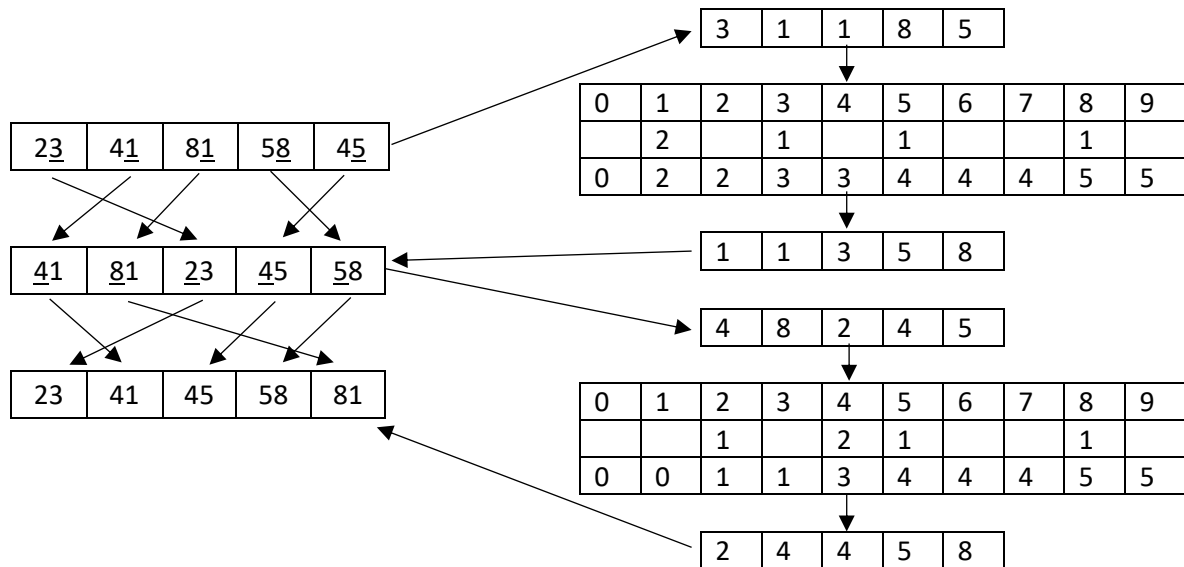 3 1 1 8 5
0 1 2 3 4 5 6 7 8 9
2 1 1 1
0 2 2 3 3 4 4 4 5 5
23 41 81 58 45
1 1 3 5 8
41 81 23 45 58
4 8 2 4 5
23 41 45 58 81
0 1 2 3 4 5 6 7 8 9
1 2 1 1
0 0 1 1 3 4 4 4 5 5
2 4 4 5 8